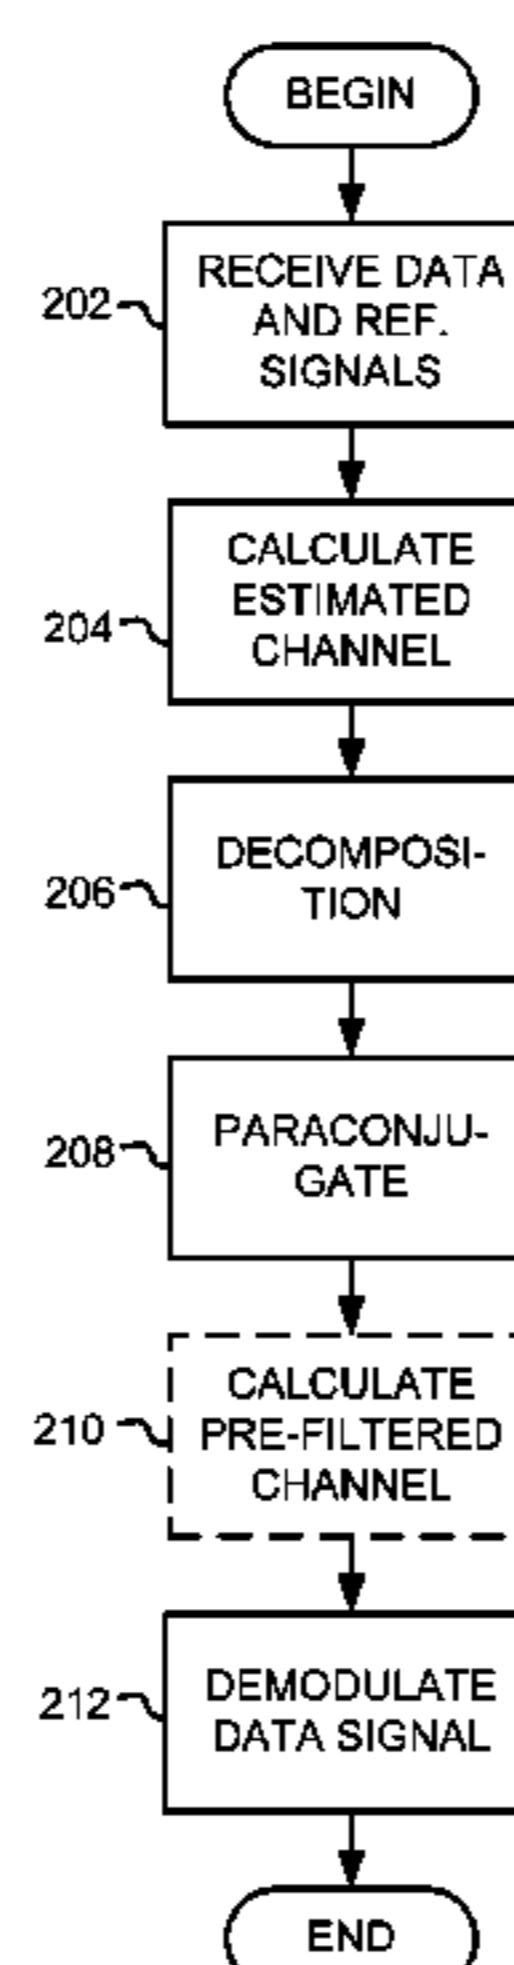 BEGIN
202
RECEIVE DATA
AND REF.
SIGNALS
204
CALCULATE
ESTIMATED
CHANNEL
206
DECOMPOSI-
TION
208
PARACONJU-
GATE
210
CALCULATE
PRE-FILTERED
CHANNEL
212
DEMODULATE
DATA SIGNAL
END